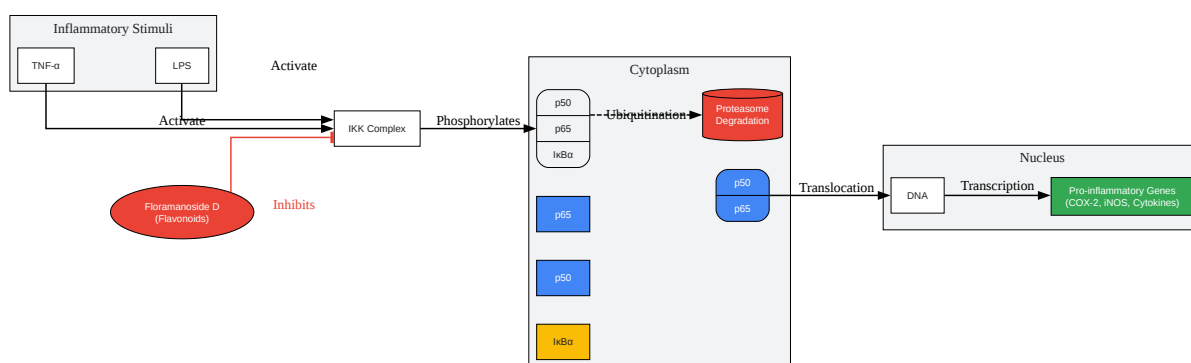 Inflammatory Stimuli
TNF-α
LPS
Activate
Activate
IKK Complex
Phosphorylates
Floramanoside D
(Flavonoids)
Inhibits
Cytoplasm
p50
p65
IκBα
Ubiquitination
Proteasome
Degradation
p50
p65
p65
p50
IκBα
Translocation
Nucleus
DNA
Transcription
Pro-inflammatory Genes
(COX-2, iNOS, Cytokines)